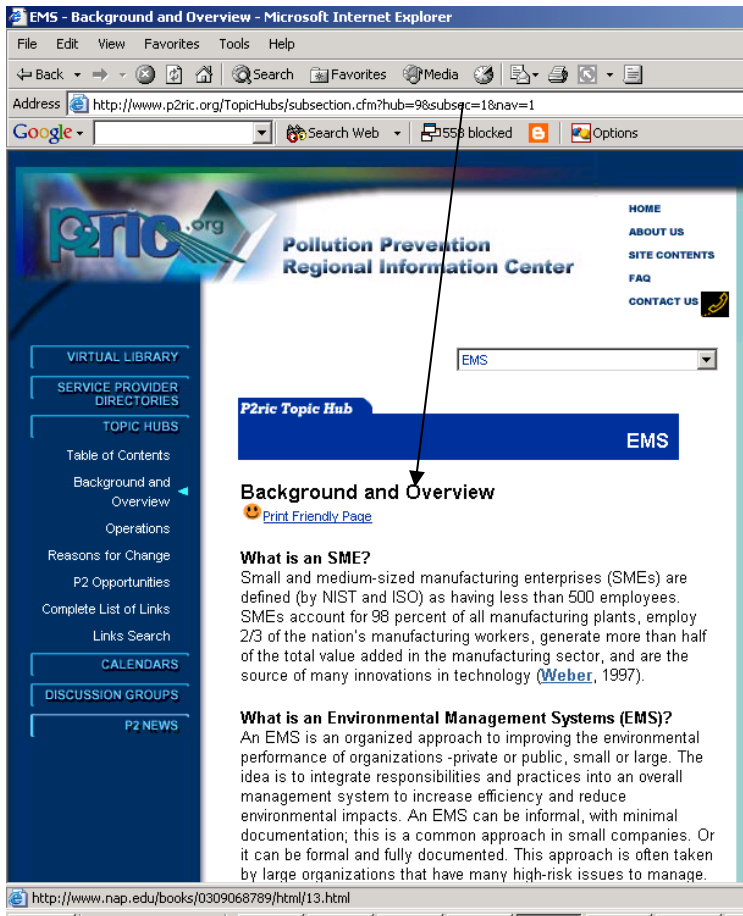 EMS - Background and Overview - Microsoft Internet Explorer
File Edit View Favorites Tools Help
Back Search Favorites Media
Address http://www.p2ric.org/TopicHubs/subsection.cfm?hub=9&subsec=1&nav=1
Google Search Web 558 blocked Options
p2ric.org
Pollution Prevention
Regional Information Center
HOME
ABOUT US
SITE CONTENTS
FAQ
CONTACT US
VIRTUAL LIBRARY
SERVICE PROVIDER
DIRECTORIES
TOPIC HUBS
Table of Contents
Background and
Overview
Operations
Reasons for Change
P2 Opportunities
Complete List of Links
Links Search
CALENDARS
DISCUSSION GROUPS
P2 NEWS
EMS
P2ric Topic Hub
EMS
Background and Overview
Print Friendly Page
What is an SME?
Small and medium-sized manufacturing enterprises (SMEs) are
defined (by NIST and ISO) as having less than 500 employees.
SMEs account for 98 percent of all manufacturing plants, employ
2/3 of the nation's manufacturing workers, generate more than half
of the total value added in the manufacturing sector, and are the
source of many innovations in technology (Weber, 1997).
What is an Environmental Management Systems (EMS)?
An EMS is an organized approach to improving the environmental
performance of organizations -private or public, small or large. The
idea is to integrate responsibilities and practices into an overall
management system to increase efficiency and reduce
environmental impacts. An EMS can be informal, with minimal
documentation; this is a common approach in small companies. Or
it can be formal and fully documented. This approach is often taken
by large organizations that have many high-risk issues to manage.
http://www.nap.edu/books/0309068789/html/13.html